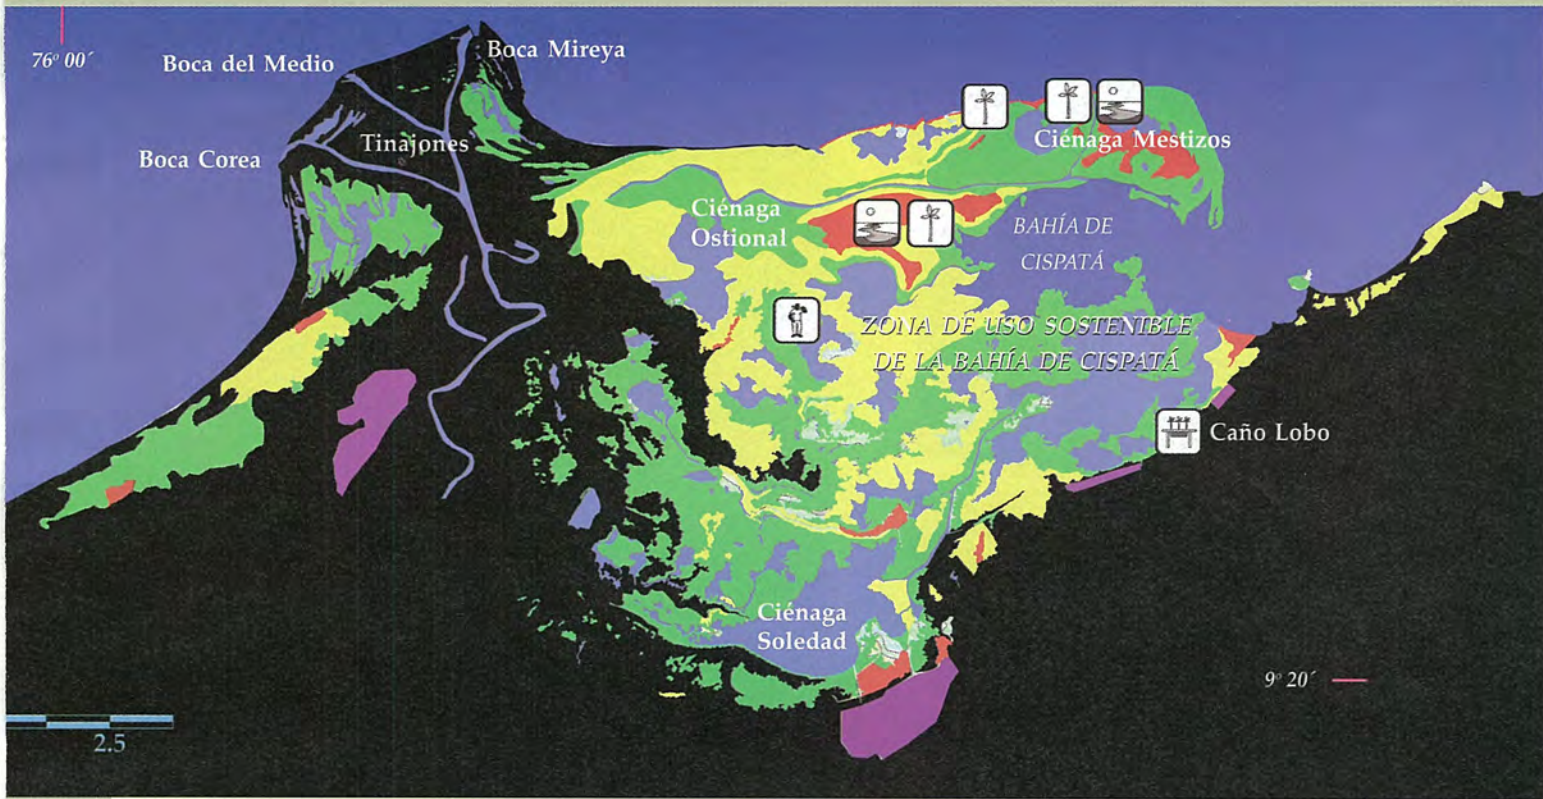 76° 00´
Boca del Medio
Boca Mireya
Tinajones
Boca Corea
Ciénaga Mestizos
Ciénaga
Ostional
BAHÍA DE
CISPATÁ
ZONA DE USO SOSTENIBLE
DE LA BAHÍA DE CISPATÁ
Caño Lobo
Ciénaga
Soledad
9° 20´
2.5